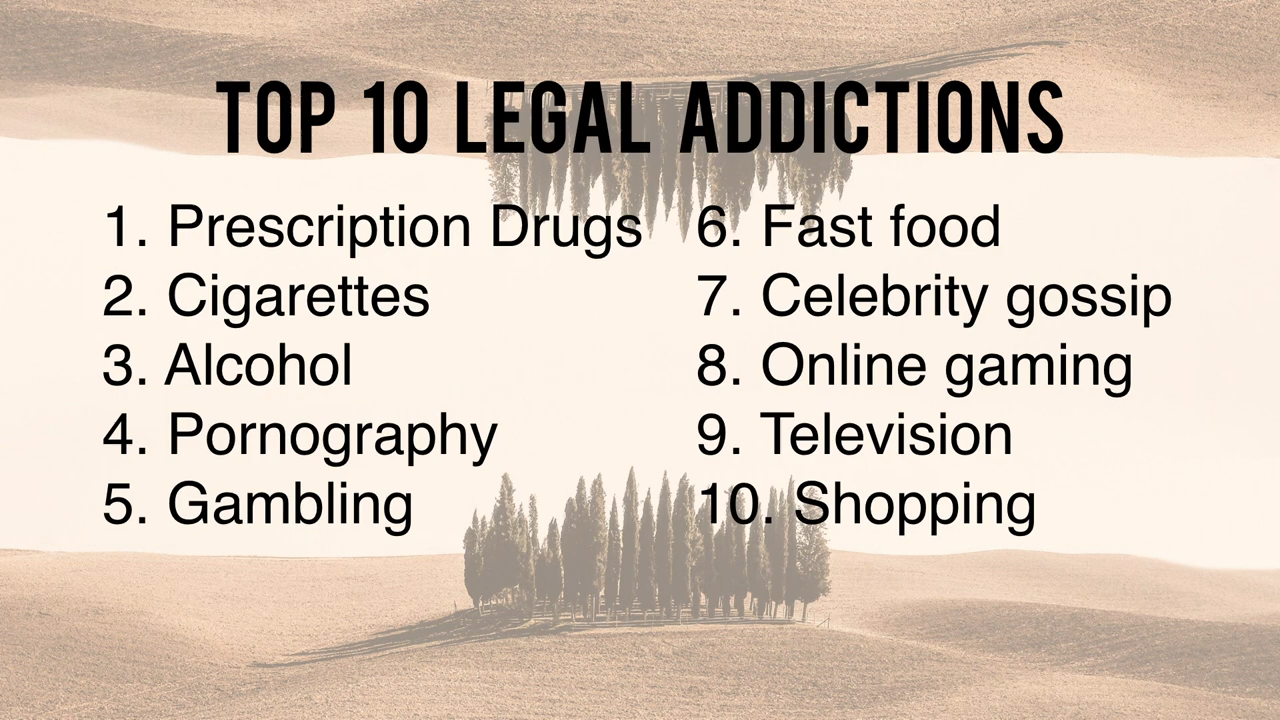 TOP 10 LEGAL ADDICTIONS
1. Prescription Drugs
2. Cigarettes
3. Alcohol
4. Pornography
5. Gambling
6. Fast food
7. Celebrity gossip
8. Online gaming
9. Television
10. Shopping